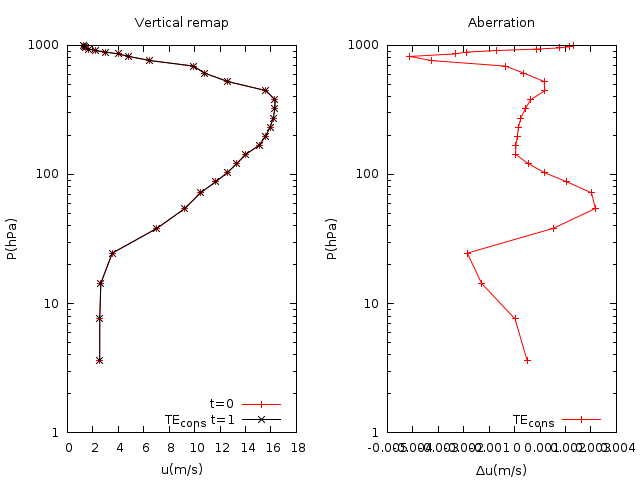 Vertical remap
1000
100
10
1
P(hPa)
t=0
TEcons t=1
0 2 4 6 8 10 12 14 16 18
u(m/s)
Aberration
1000
100
10
1
P(hPa)
TEcons
-0.005 -0.004 -0.003 -0.002 -0.001 0 0.001 0.002 0.003 0.004
Δu(m/s)